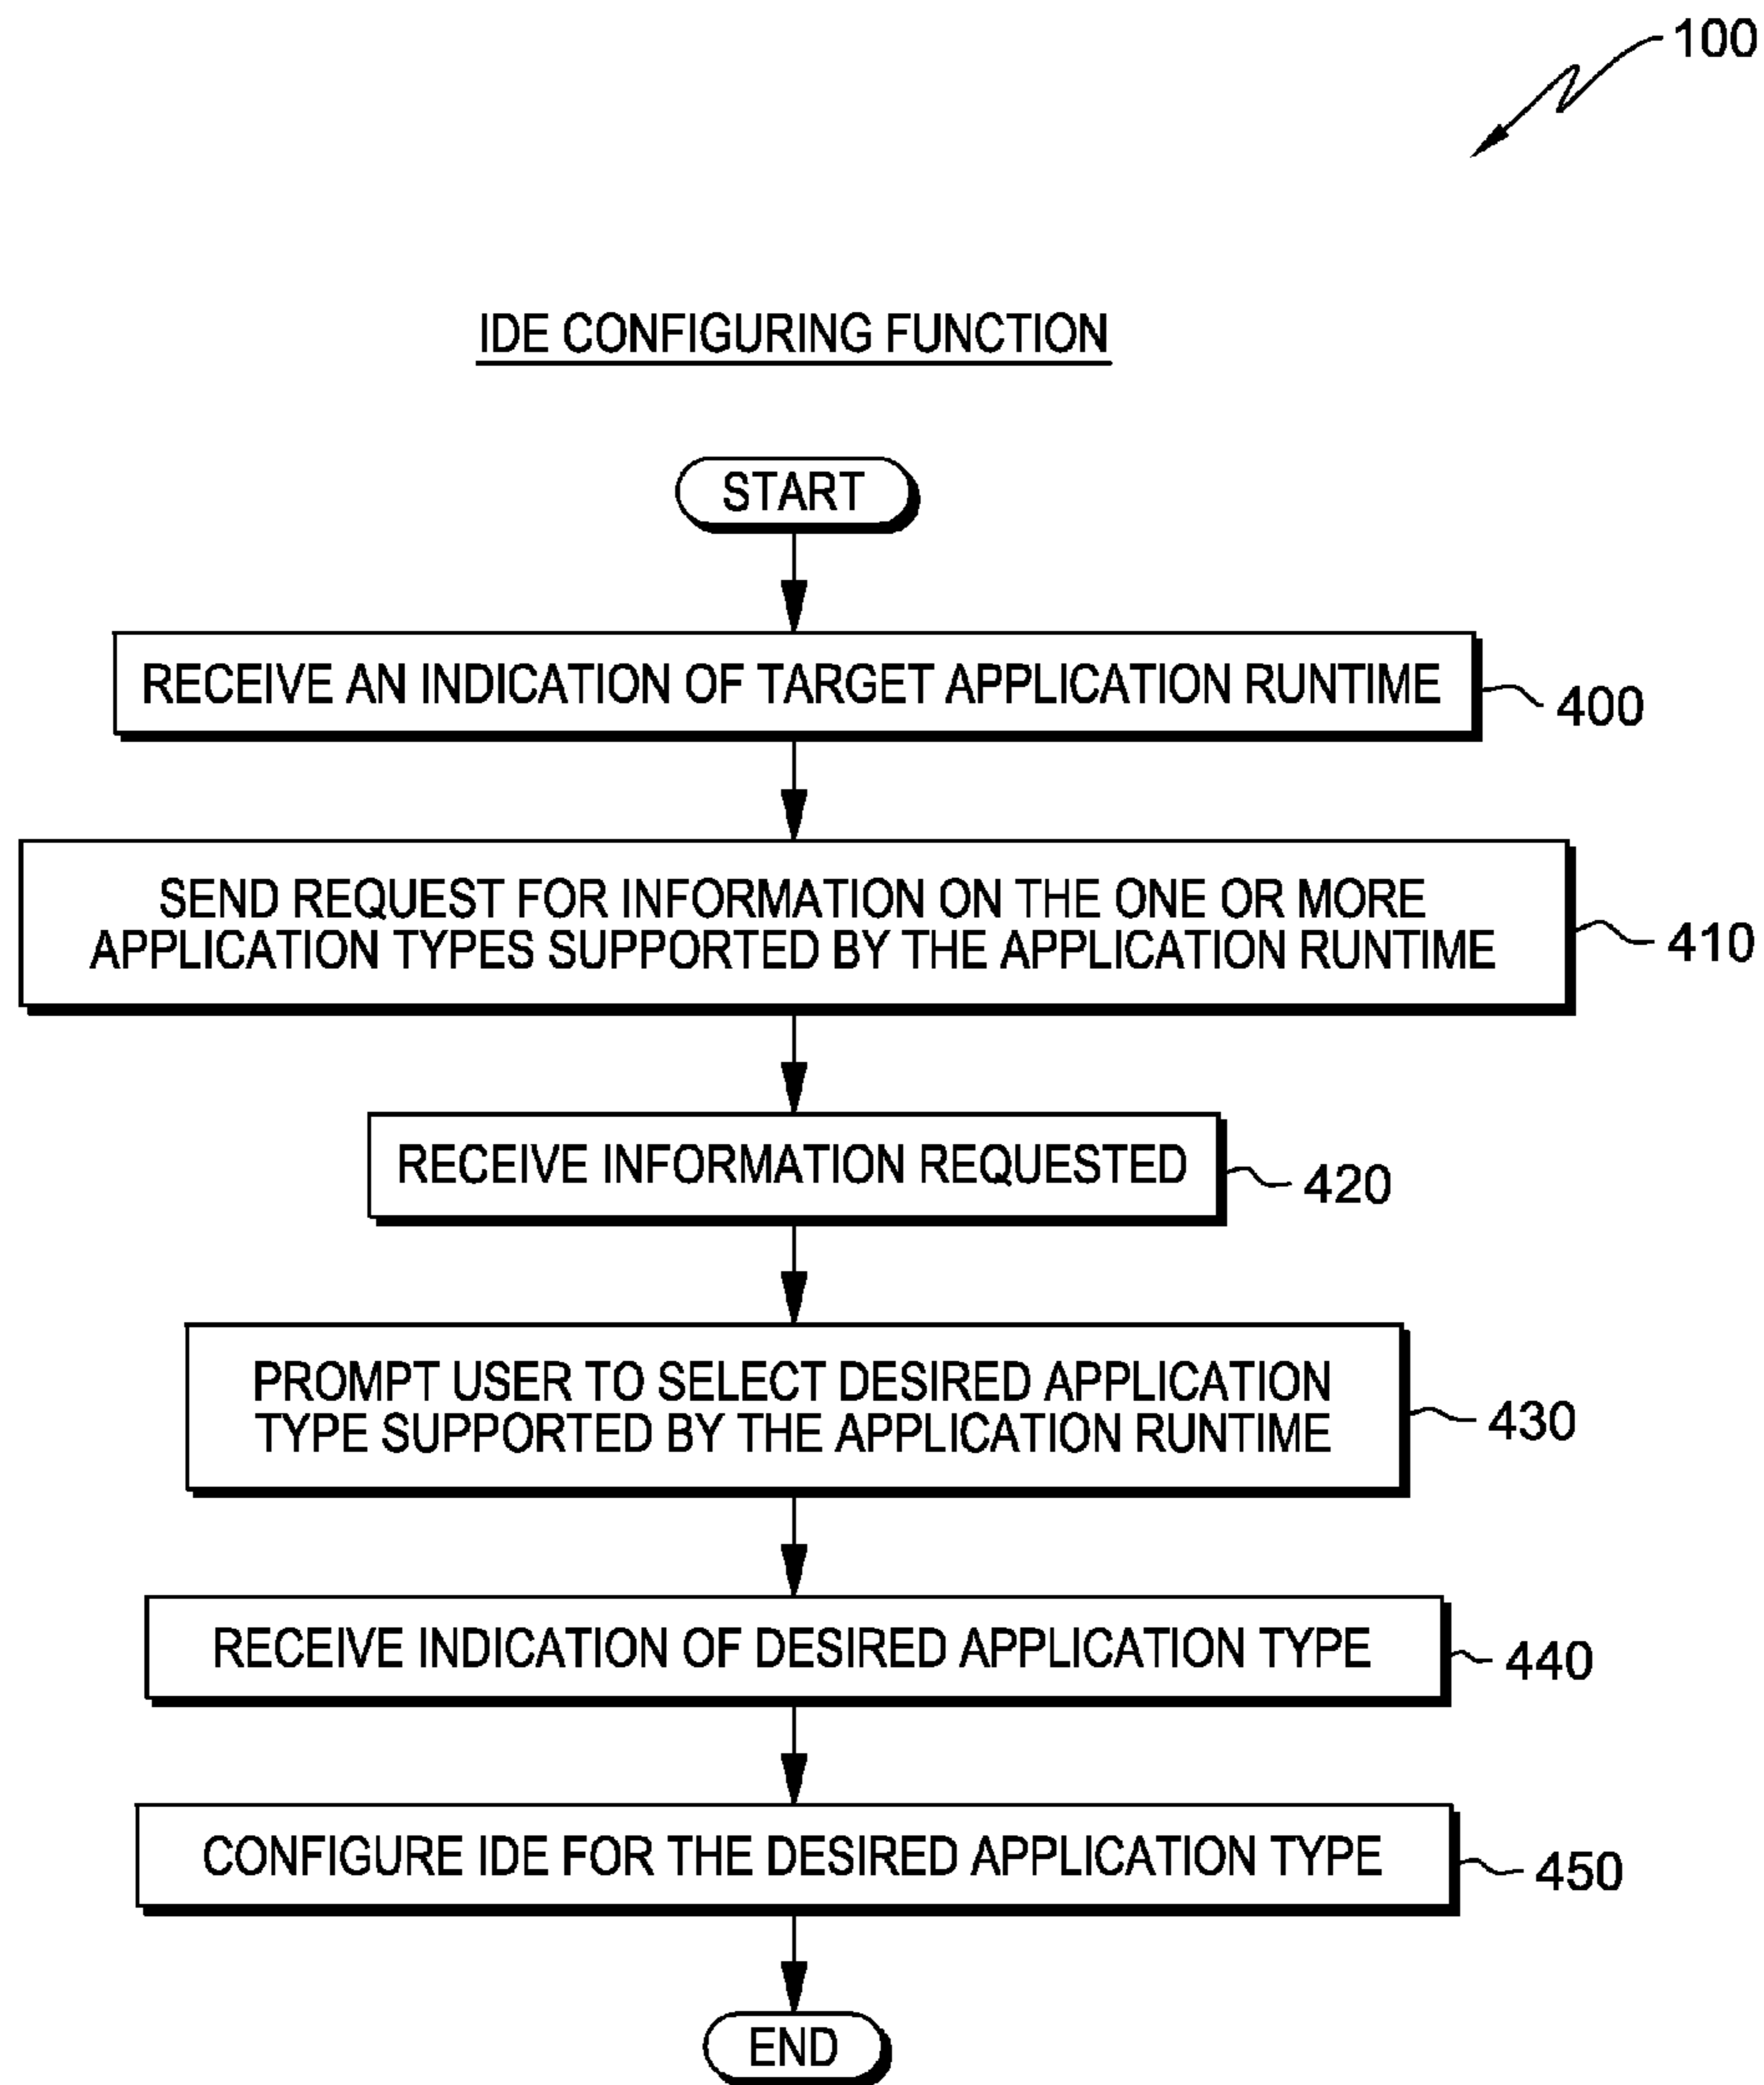 100
IDE CONFIGURING FUNCTION
START
RECEIVE AN INDICATION OF TARGET APPLICATION RUNTIME
400
SEND REQUEST FOR INFORMATION ON THE ONE OR MORE
APPLICATION TYPES SUPPORTED BY THE APPLICATION RUNTIME
410
RECEIVE INFORMATION REQUESTED
420
PROMPT USER TO SELECT DESIRED APPLICATION
TYPE SUPPORTED BY THE APPLICATION RUNTIME
430
RECEIVE INDICATION OF DESIRED APPLICATION TYPE
440
CONFIGURE IDE FOR THE DESIRED APPLICATION TYPE
450
END